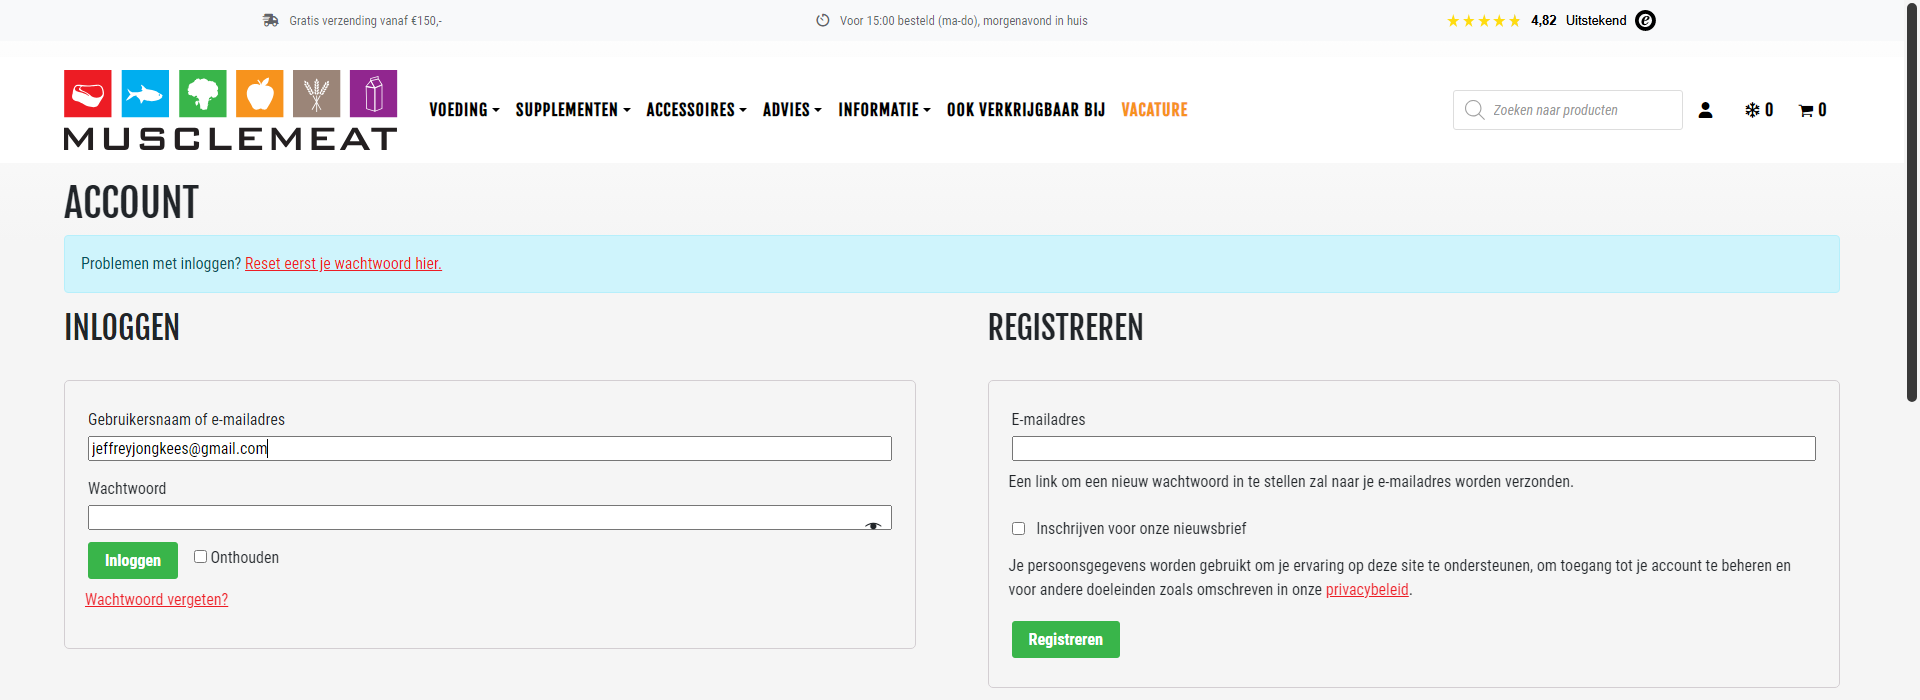 Gratis verzending vanaf €150,-
Voor 15:00 besteld (ma-do), morgenavond in huis
4,82 Uitstekend e
MUSCLEMEAT
VOEDING SUPPLEMENTEN ACCESSOIRES ADVIES INFORMATIE OOK VERKRIJGBAAR BIJ VACATURE
Zoeken naar producten
0 0
ACCOUNT
Problemen met inloggen? Reset eerst je wachtwoord hier.
INLOGGEN
Gebruikersnaam of e-mailadres
jeffreyjongkees@gmail.com
Wachtwoord
Inloggen Onthouden
Wachtwoord vergeten?
REGISTREREN
E-mailadres
Een link om een nieuw wachtwoord in te stellen zal naar je e-mailadres worden verzonden.
Inschrijven voor onze nieuwsbrief
Je persoonsgegevens worden gebruikt om je ervaring op deze site te ondersteunen, om toegang tot je account te beheren en
voor andere doeleinden zoals omschreven in onze privacybeleid.
Registreren